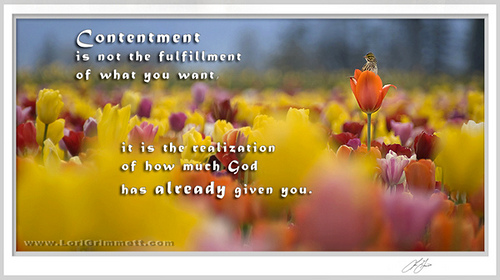 Contentment
is not the fulfillment
of what you want.
it is the realization
of how much God
has already given you.
www.LoriGrimmett.com